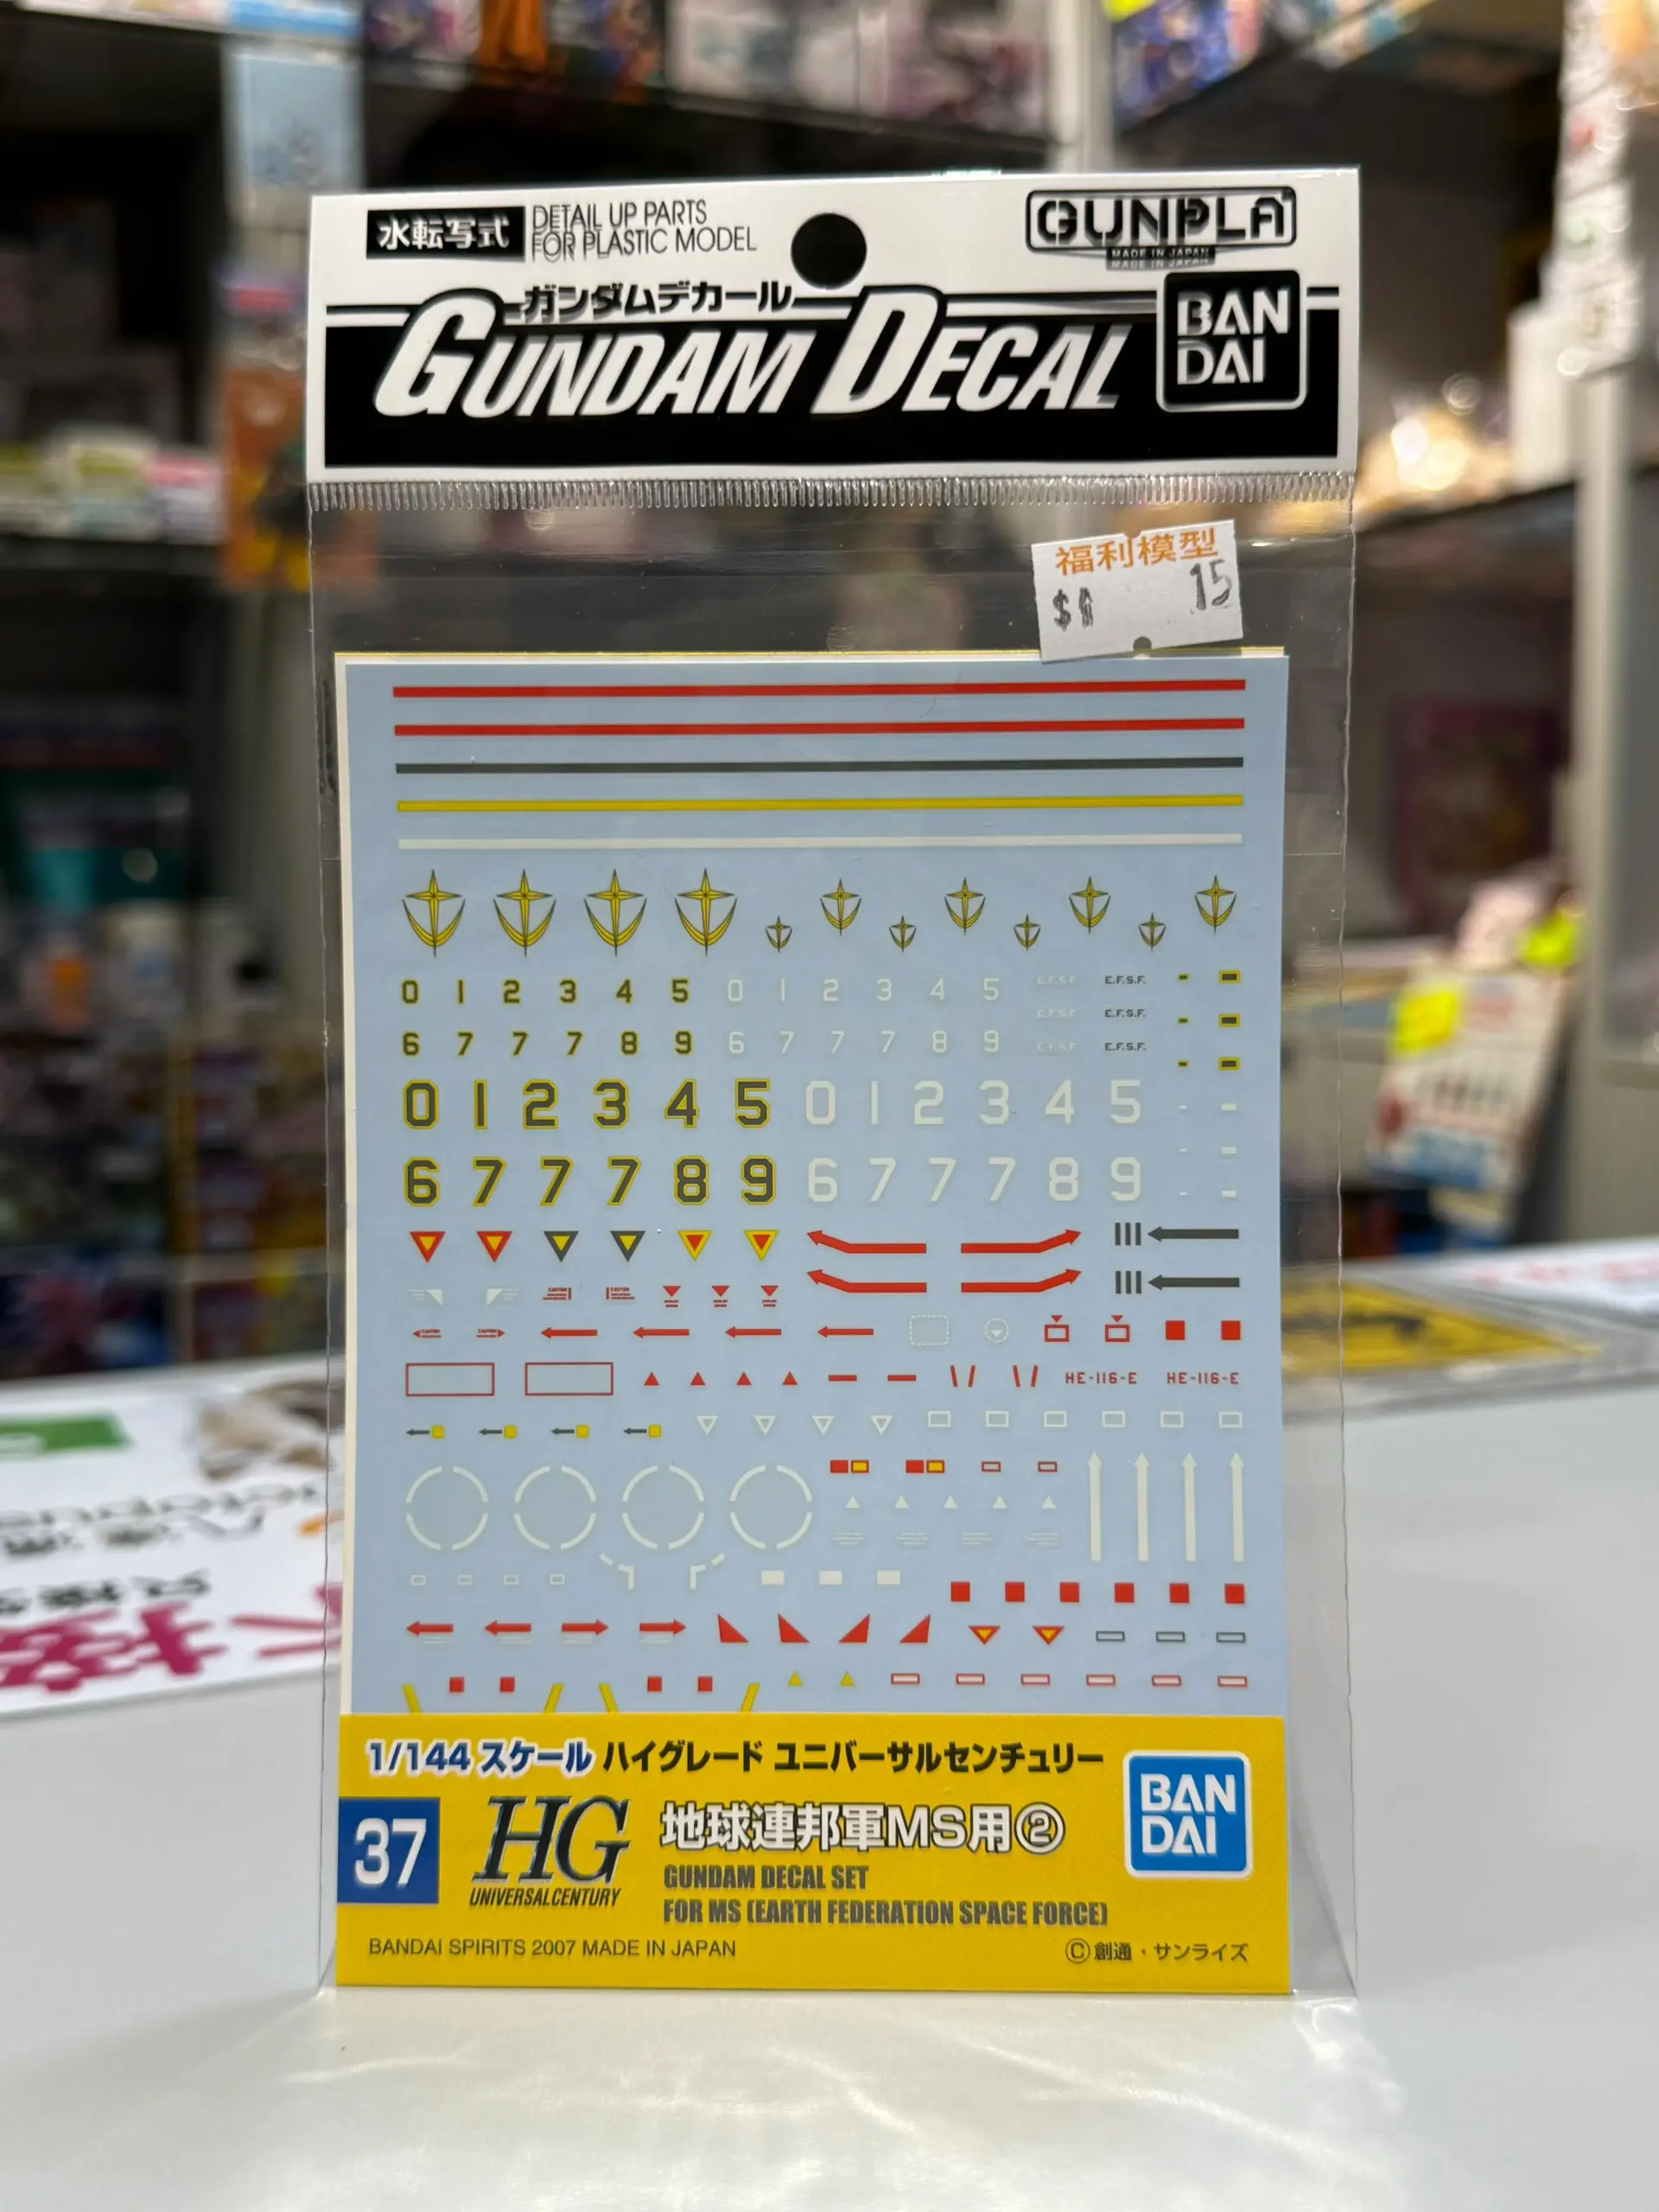 水転写式
DETAIL UP PARTS
FOR PLASTIC MODEL
GUNPLA
MADE IN JAPAN
ガンダムデカール
GUNDAM DECAL
BAN
DAI
福利模型
15
0 1 2 3 4 5 0 1 2 3 4 5 E.F.S.F. E.F.S.F.
E.F.S.F. E.F.S.F.
6 7 7 7 8 9 6 7 7 7 8 9 E.F.S.F. E.F.S.F.
0 1 2 3 4 5 0 1 2 3 4 5
6 7 7 7 8 9 6 7 7 7 8 9
HE-116-E HE-116-E
1/144 スケール ハイグレード ユニバーサルセンチュリー
37
HG
UNIVERSAL CENTURY
地球連邦軍MS用②
GUNDAM DECAL SET
FOR MS (EARTH FEDERATION SPACE FORCE)
BAN
DAI
BANDAI SPIRITS 2007 MADE IN JAPAN
Ⓒ創通・サンライズ